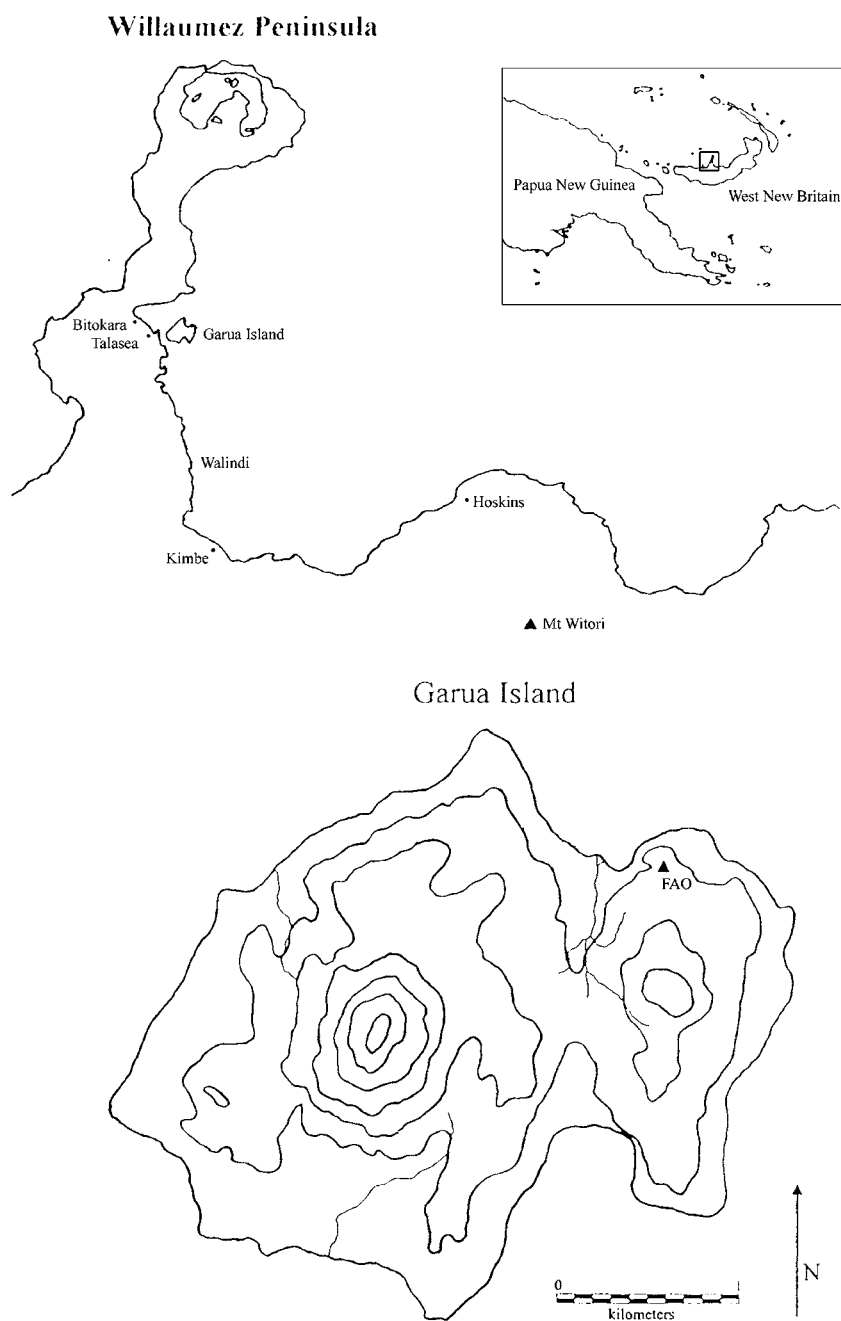 Willaumez Peninsula
Papua New Guinea
West New Britain
Bitokara
Talasea
Garua Island
Walindi
Hoskins
Kimbe
Mt Witori
Garua Island
FAO
N
0 1
kilometers